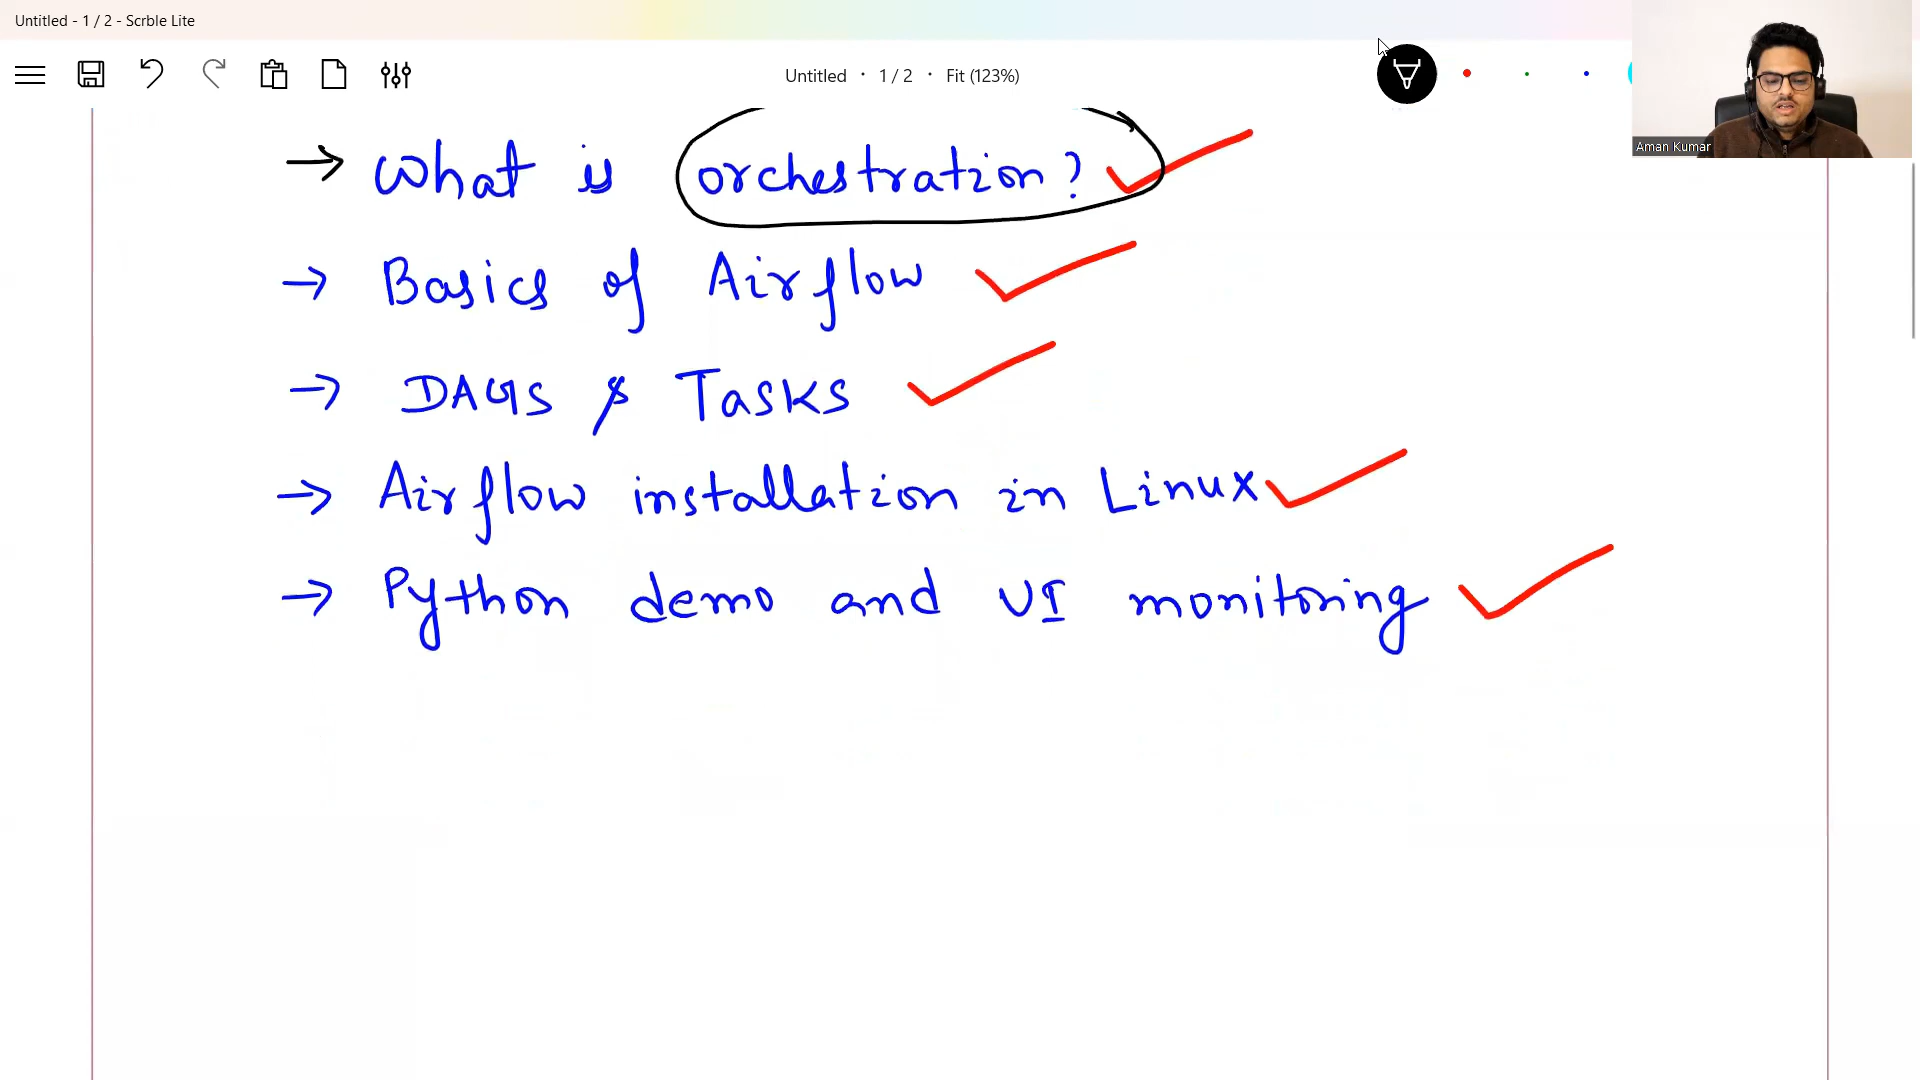 Untitled - 1 / 2 - Scrble Lite
Untitled • 1 / 2 • Fit (123%)
Aman Kumar
→ What is orchestration?
→ Basics of Airflow
→ DAGs & Tasks
→ Airflow installation in Linux
→ Python demo and UI monitoring